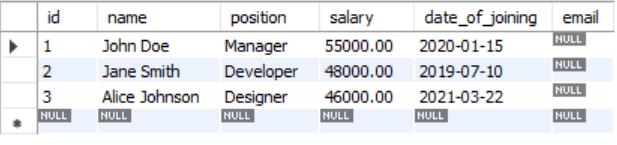 id name position salary date_of_joining email
1 John Doe Manager 55000.00 2020-01-15 NULL
2 Jane Smith Developer 48000.00 2019-07-10 NULL
3 Alice Johnson Designer 46000.00 2021-03-22 NULL
NULL NULL NULL NULL NULL NULL